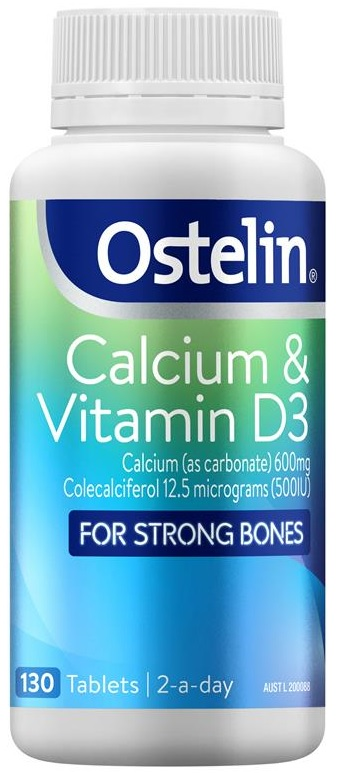 Ostelin®
Calcium &
Vitamin D3
Calcium (as carbonate) 600mg
Colecalciferol 12.5 micrograms (500IU)
FOR STRONG BONES
130 Tablets | 2-a-day
AUST L 200086